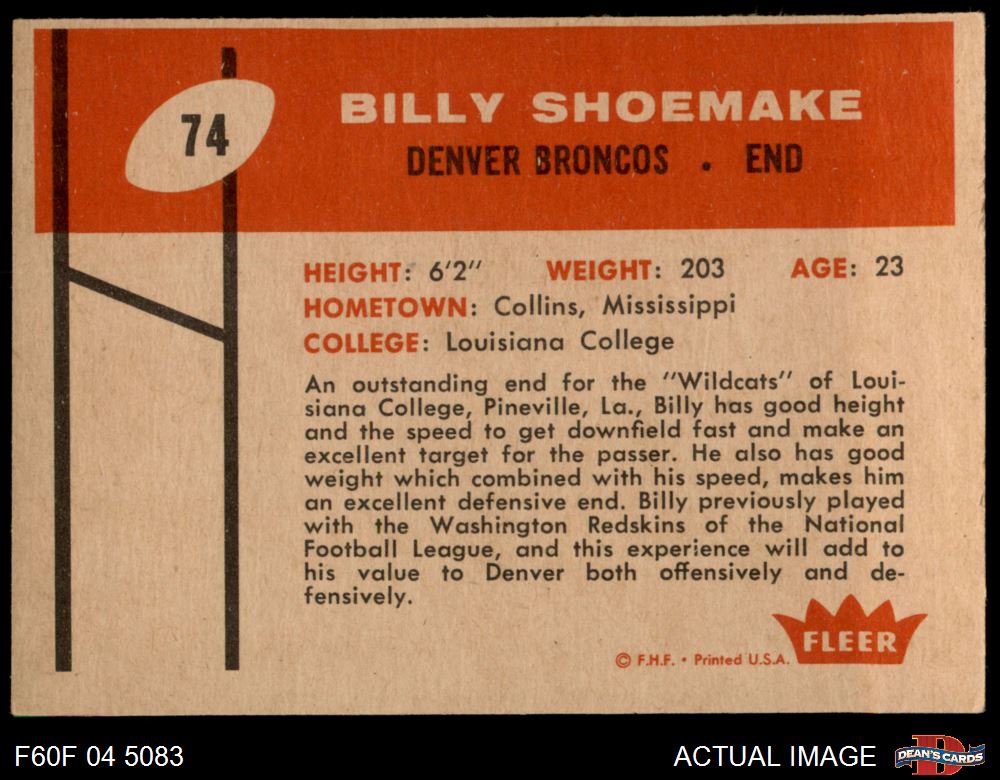 74
BILLY SHOEMAKE
DENVER BRONCOS . END
HEIGHT: 6'2" WEIGHT: 203 AGE: 23
HOMETOWN: Collins, Mississippi
COLLEGE: Louisiana College
An outstanding end for the "Wildcats" of Loui-
siana College, Pineville, La., Billy has good height
and the speed to get downfield fast and make an
excellent target for the passer. He also has good
weight which combined with his speed, makes him
an excellent defensive end. Billy previously played
with the Washington Redskins of the National
Football League, and this experience will add to
his value to Denver both offensively and de-
fensively.
FLEER
© F.H.F. • Printed U.S.A.
F60F 04 5083
ACTUAL IMAGE
D
DEAN'S CARDS